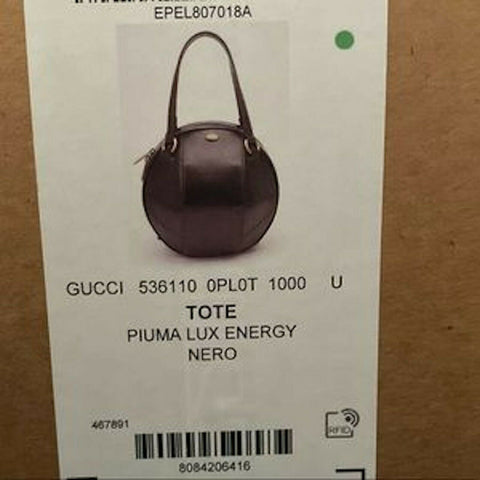 EPEL807018A
GUCCI 536110 0PL0T 1000 U
TOTE
PIUMA LUX ENERGY
NERO
467891
RFID
8084206416